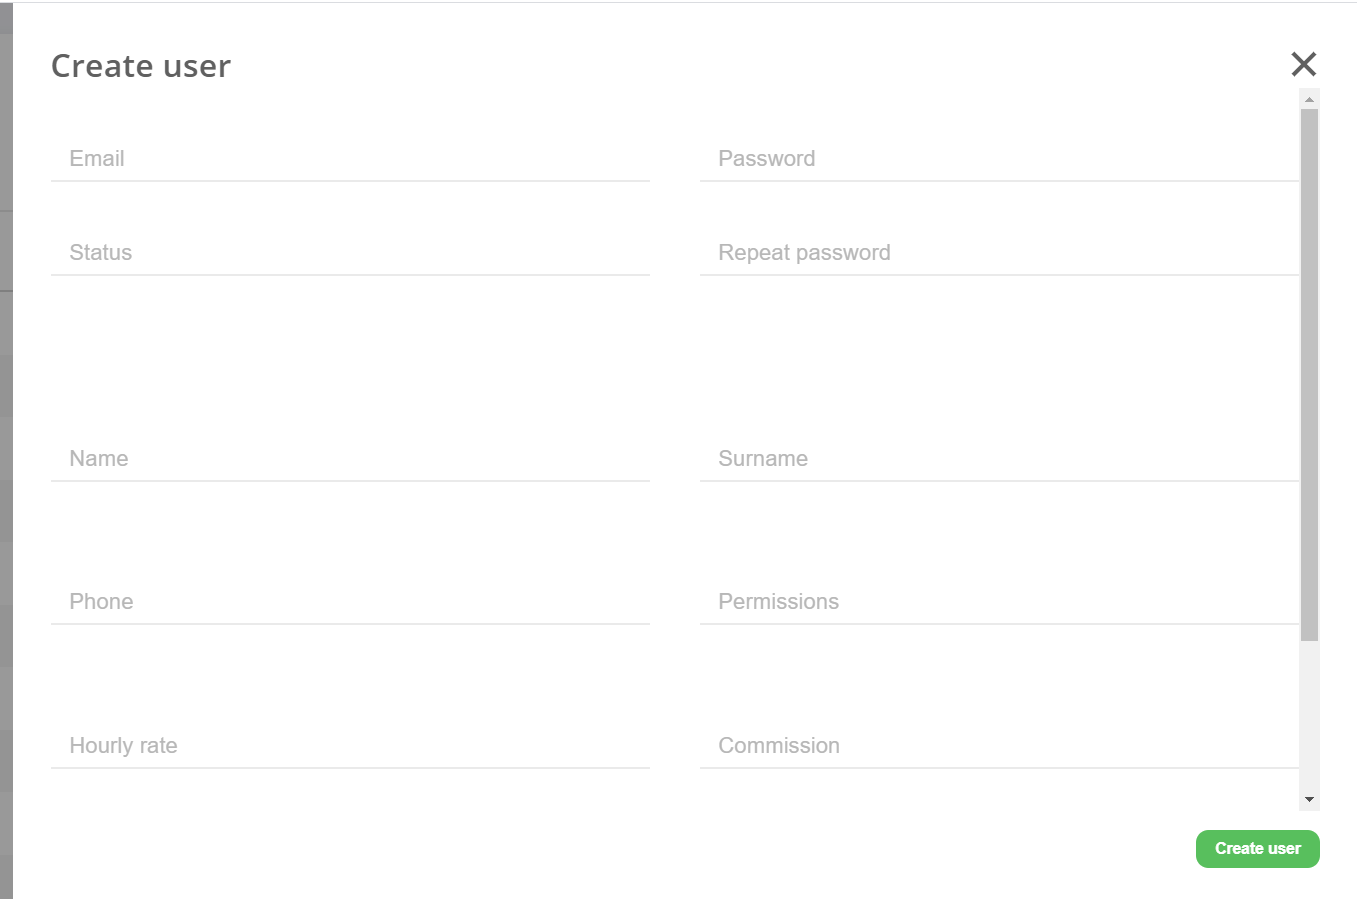 Create user
Email
Password
Status
Repeat password
Name
Surname
Phone
Permissions
Hourly rate
Commission
Create user